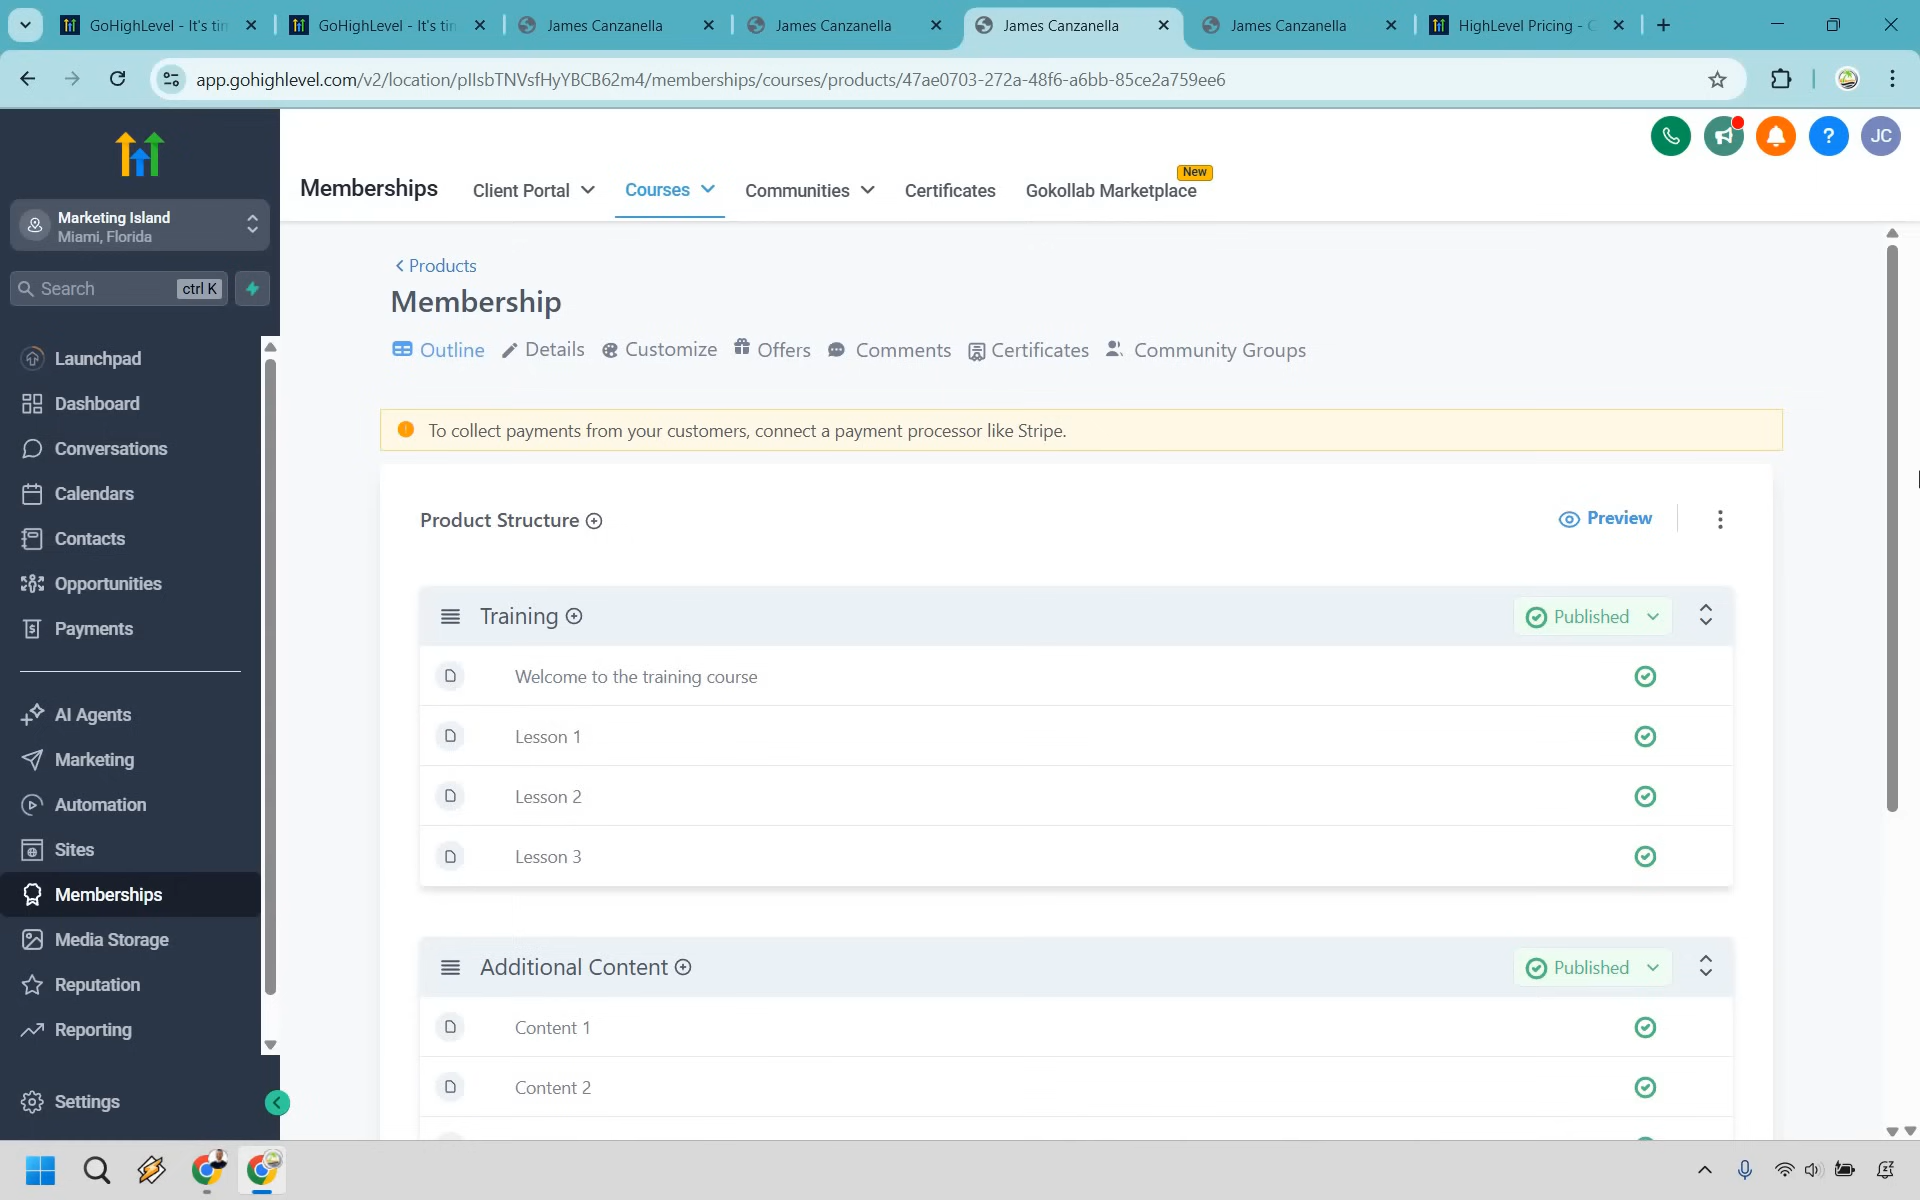 GoHighLevel - It's tim
GoHighLevel - It's tim
James Canzanella
James Canzanella
James Canzanella
James Canzanella
HighLevel Pricing - G
app.gohighlevel.com/v2/location/pIIsbTNVsfHyYBCB62m4/memberships/courses/products/47ae0703-272a-48f6-a6bb-85ce2a759ee6
JC
Marketing Island
Miami, Florida
Search
ctrl K
Launchpad
Dashboard
Conversations
Calendars
Contacts
Opportunities
Payments
AI Agents
Marketing
Automation
Sites
Memberships
Media Storage
Reputation
Reporting
Settings
Memberships
Client Portal
Courses
Communities
Certificates
Gokollab Marketplace
New
Products
Membership
Outline
Details
Customize
Offers
Comments
Certificates
Community Groups
To collect payments from your customers, connect a payment processor like Stripe.
Product Structure
Preview
Training
Published
Welcome to the training course
Lesson 1
Lesson 2
Lesson 3
Additional Content
Published
Content 1
Content 2